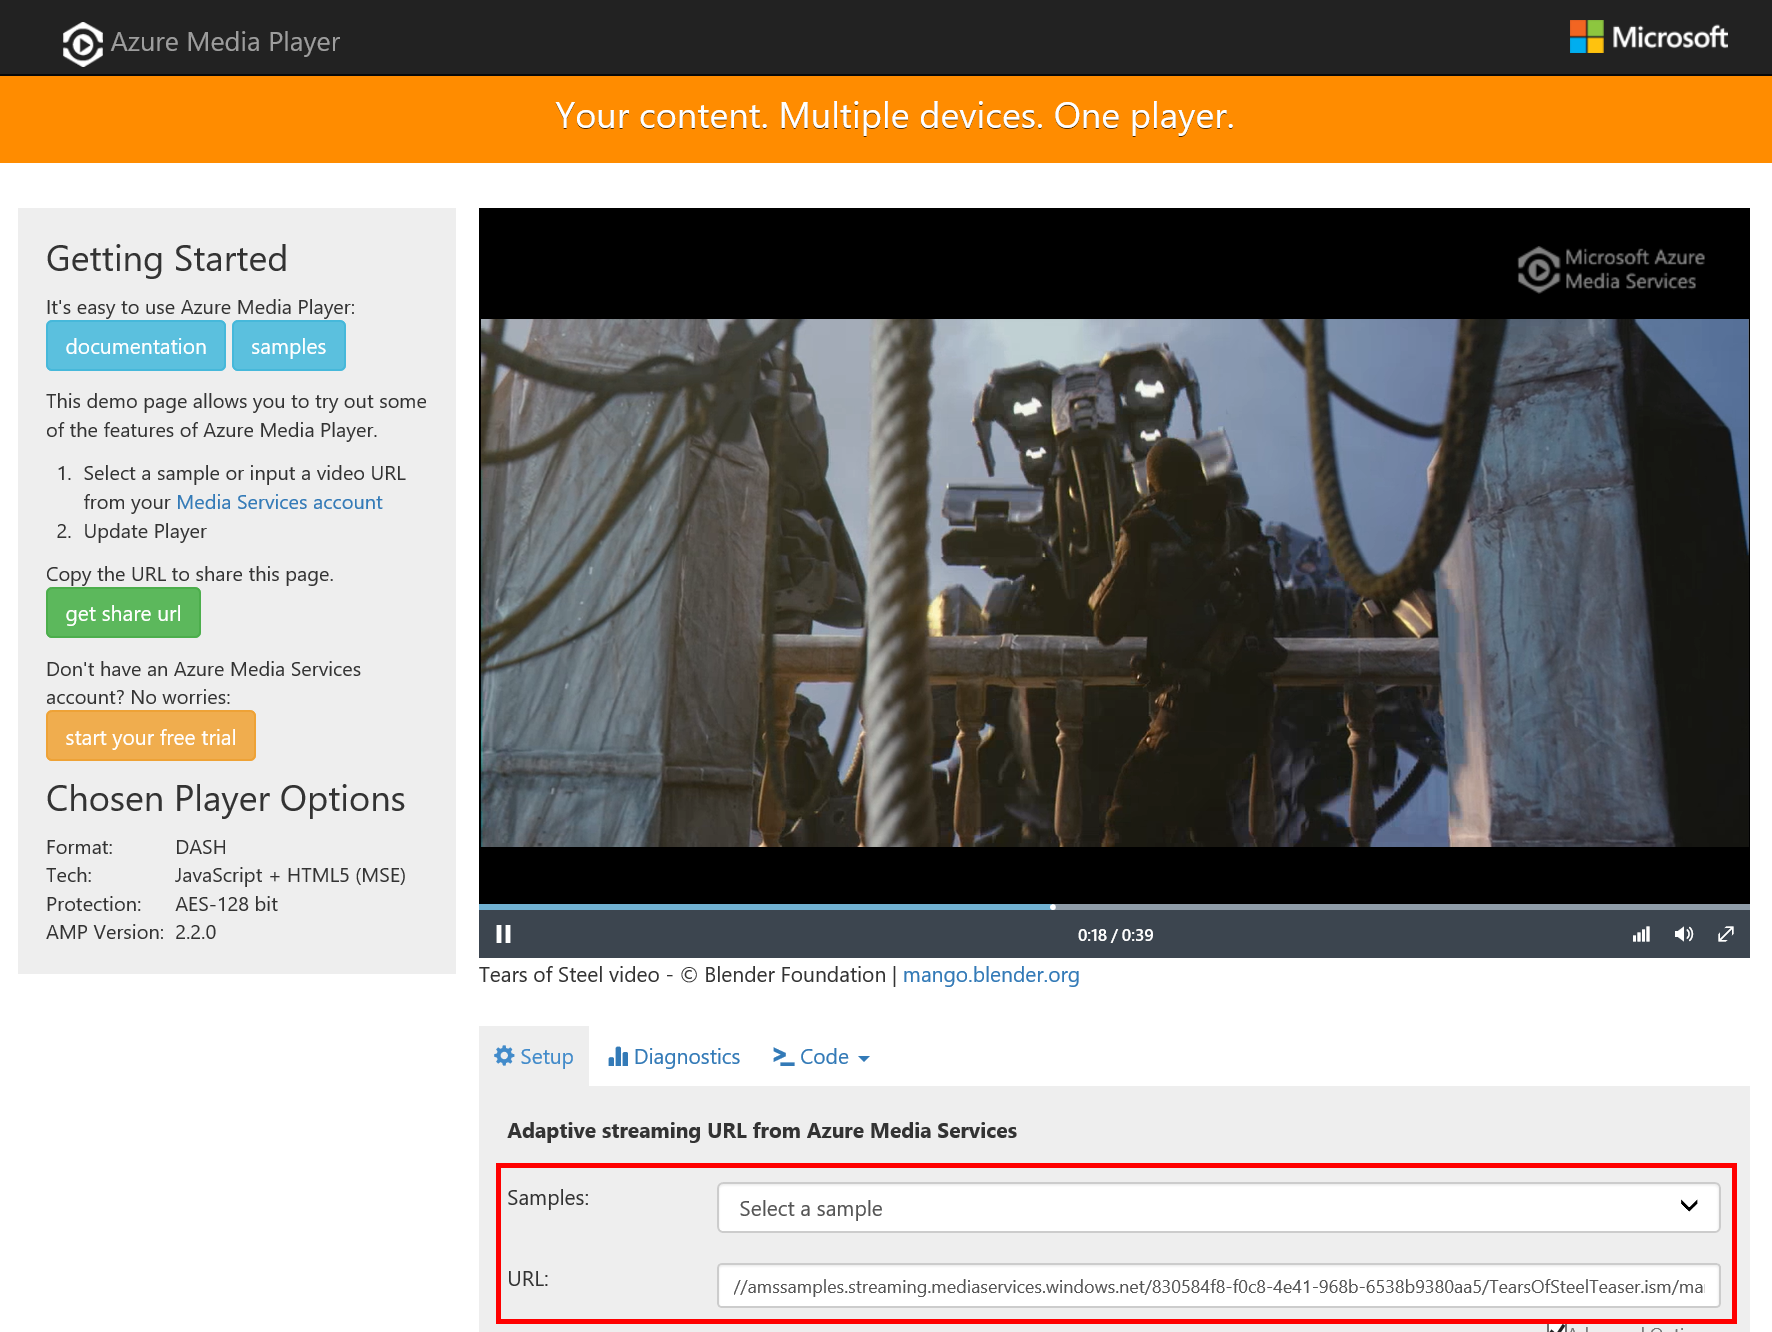 Azure Media Player
Microsoft
Your content. Multiple devices. One player.
Getting Started
It's easy to use Azure Media Player:
documentation samples
This demo page allows you to try out some
of the features of Azure Media Player.
1. Select a sample or input a video URL
from your Media Services account
2. Update Player
Copy the URL to share this page.
get share url
Don't have an Azure Media Services
account? No worries:
start your free trial
Chosen Player Options
Format: DASH
Tech: JavaScript + HTML5 (MSE)
Protection: AES-128 bit
AMP Version: 2.2.0
Microsoft Azure
Media Services
0:18 / 0:39
Tears of Steel video - © Blender Foundation | mango.blender.org
Setup Diagnostics Code
Adaptive streaming URL from Azure Media Services
Samples: Select a sample
URL: //amssamples.streaming.mediaservices.windows.net/830584f8-f0c8-4e41-968b-6538b9380aa5/TearsOfSteelTeaser.ism/ma